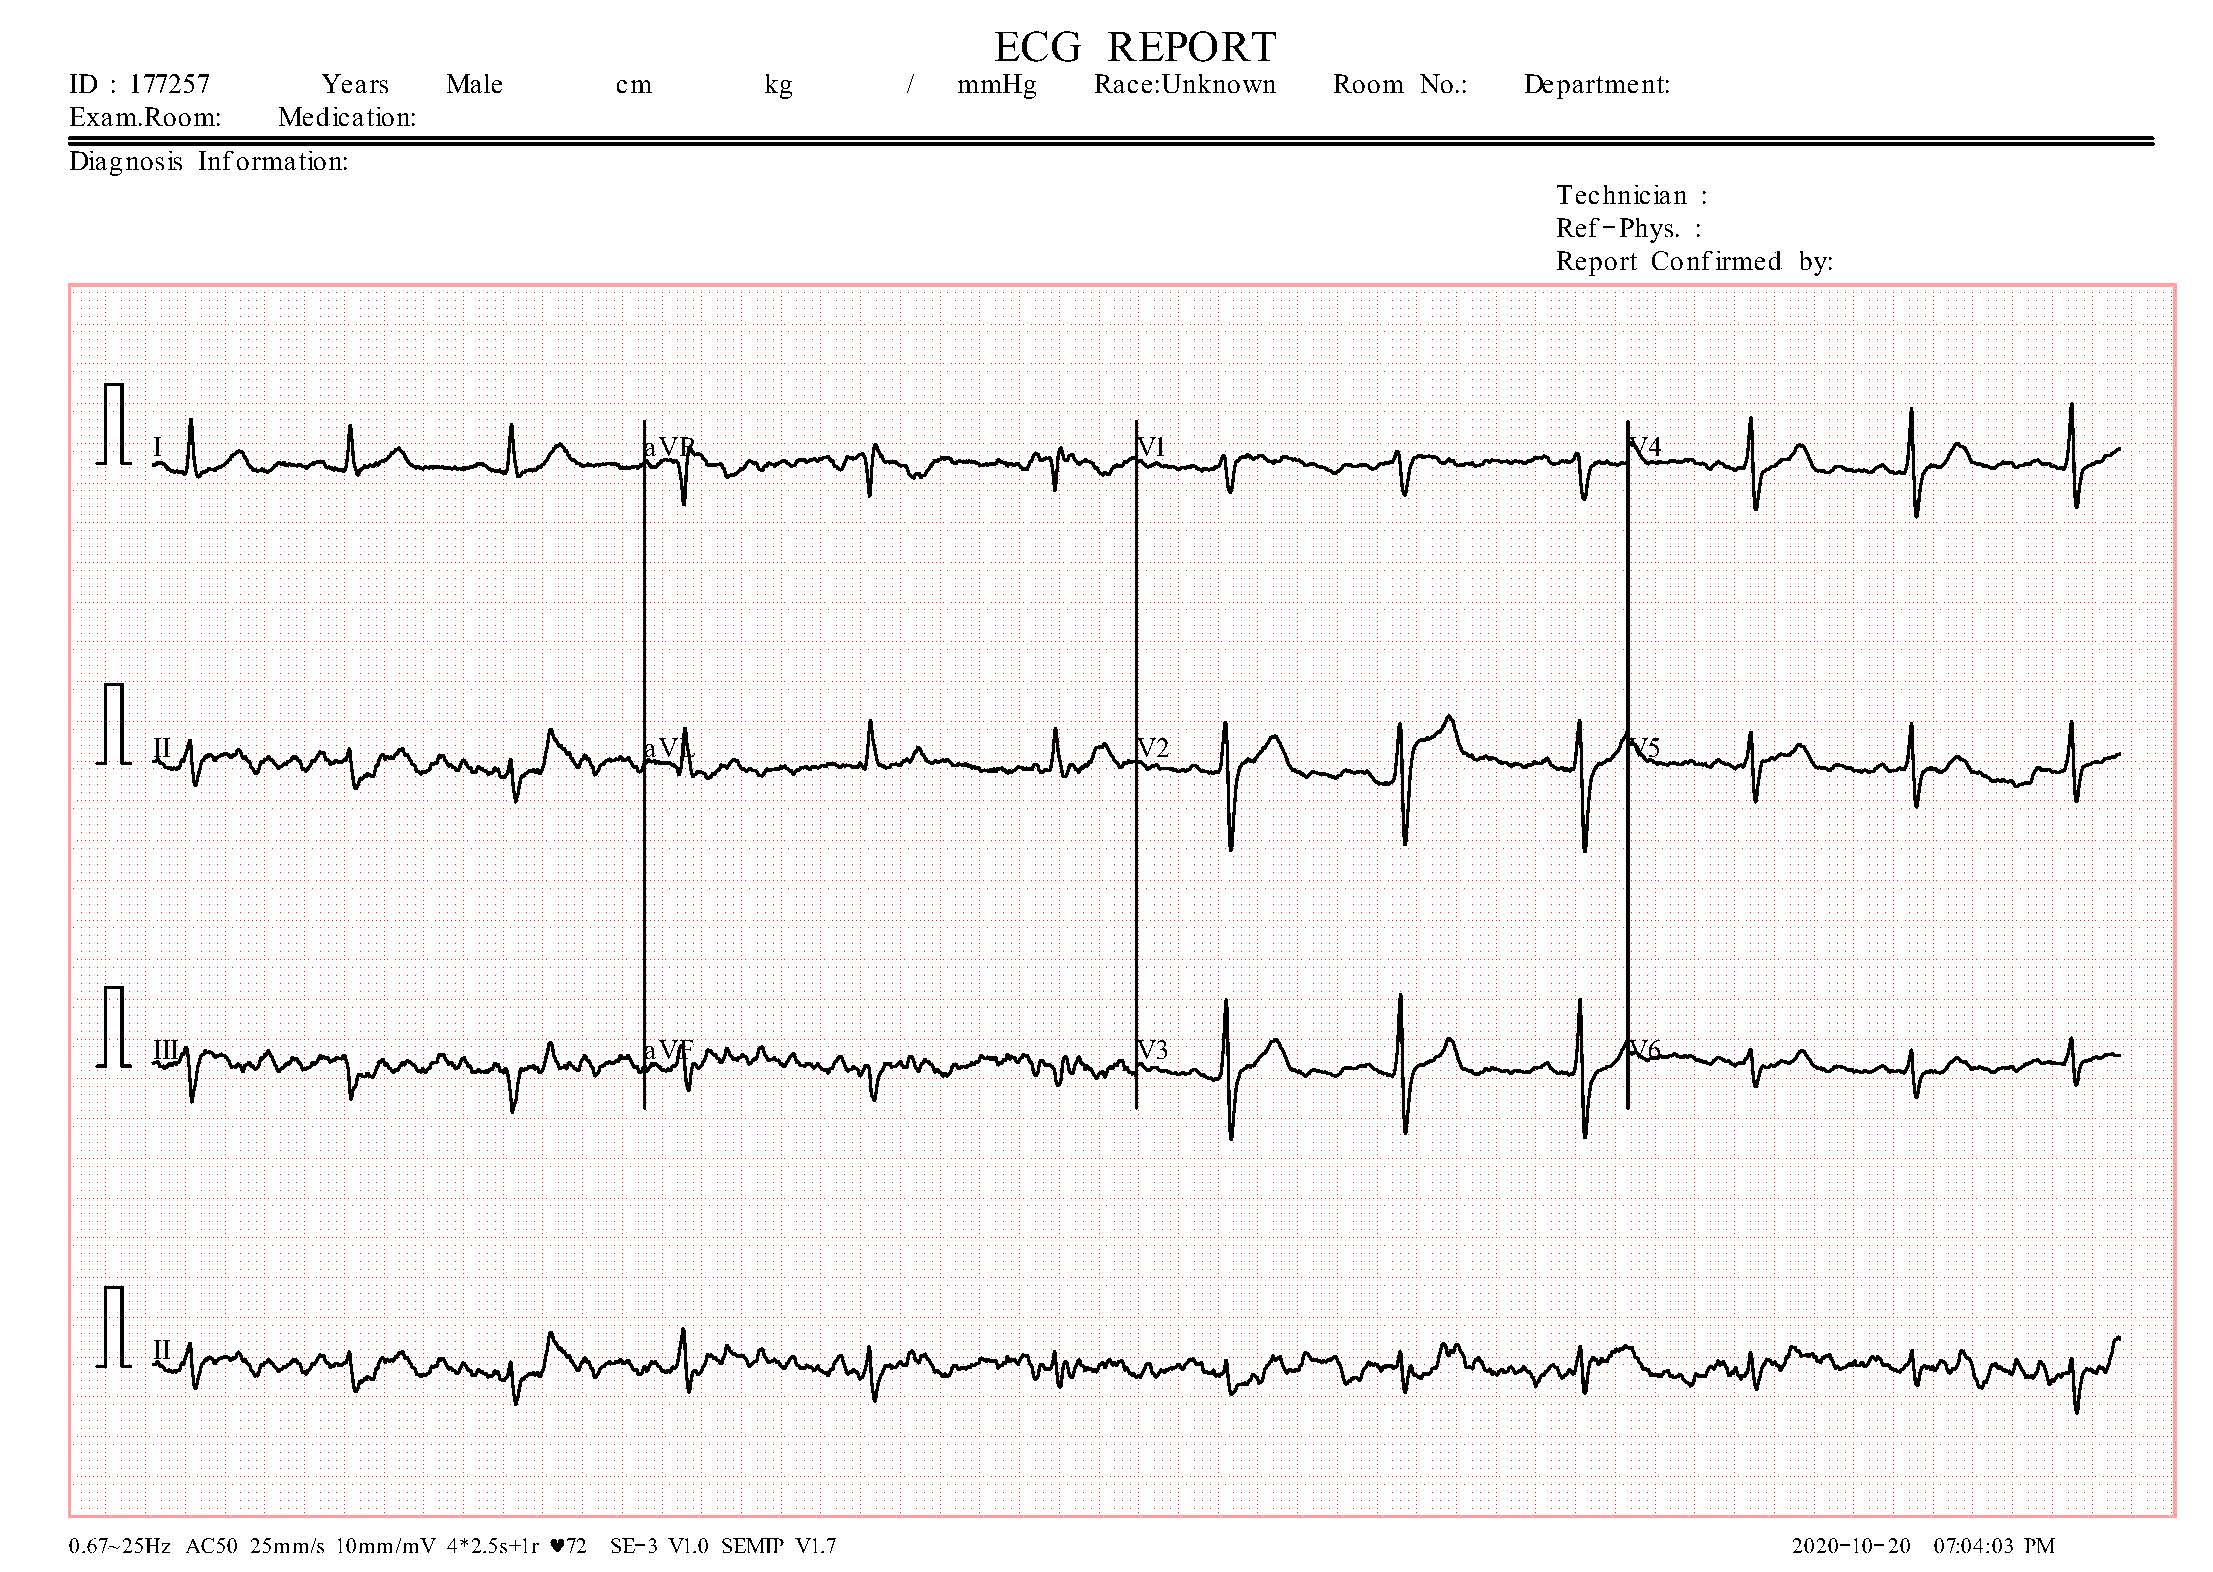 ECG REPORT
ID : 177257 Years Male cm kg / mmHg Race:Unknown Room No.: Department:
Exam.Room: Medication:
Diagnosis Information:
Technician :
Ref-Phys. :
Report Confirmed by:
I aVR V1 V4
II aVL V2 V5
III aVF V3 V6
II
0.67~25Hz AC50 25mm/s 10mm/mV 4*2.5s+1r ♥72 SE-3 V1.0 SEMIP V1.7
2020-10-20 07:04:03 PM